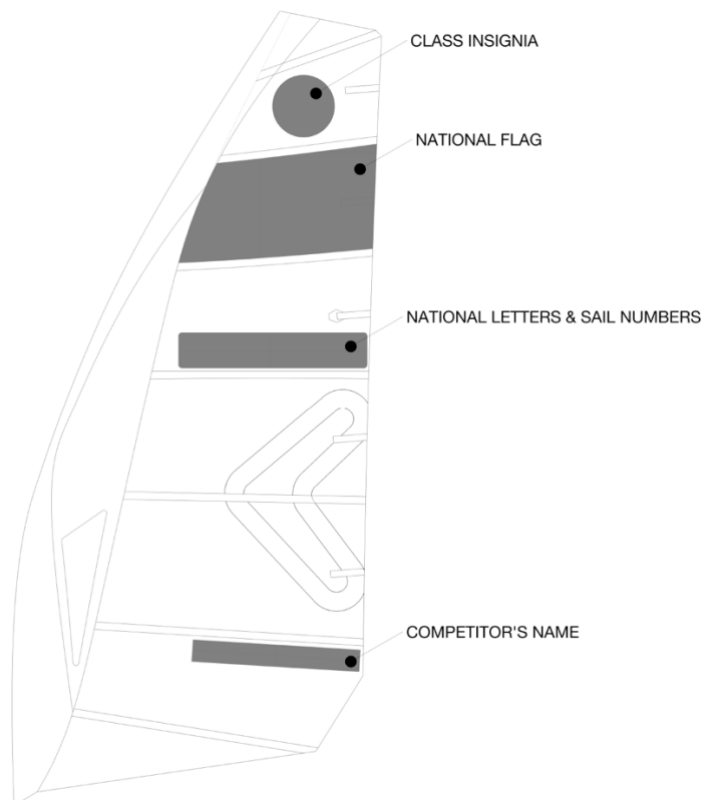 CLASS INSIGNIA
NATIONAL FLAG
NATIONAL LETTERS & SAIL NUMBERS
COMPETITOR'S NAME